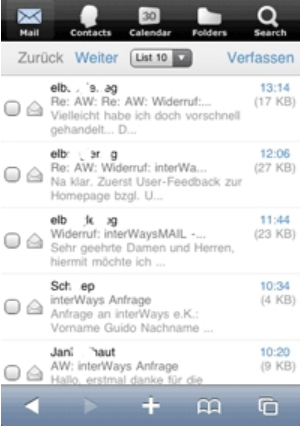 Mail Contacts 30 Calendar Folders Search
Zurück Weiter List 10 Verfassen
13:14
Re: AW: Re: AW: Widerruf:... (17 KB)
Vielleicht habe ich doch vorschnell
gehandelt... D...
12:06
Re: AW: Widerruf: interWa... (27 KB)
Na klar. Zuerst User-Feedback zur
Homepage bzgl. U...
11:44
Widerruf: interWaysMAIL -... (23 KB)
Sehr geehrte Damen und Herren,
hiermit möchte ich ...
10:34
interWays Anfrage (4 KB)
Anfrage an interWays e.K.:
Vorname Guido Nachname ...
10:20
AW: interWays Anfrage (9 KB)
Hallo, erstmal danke für die